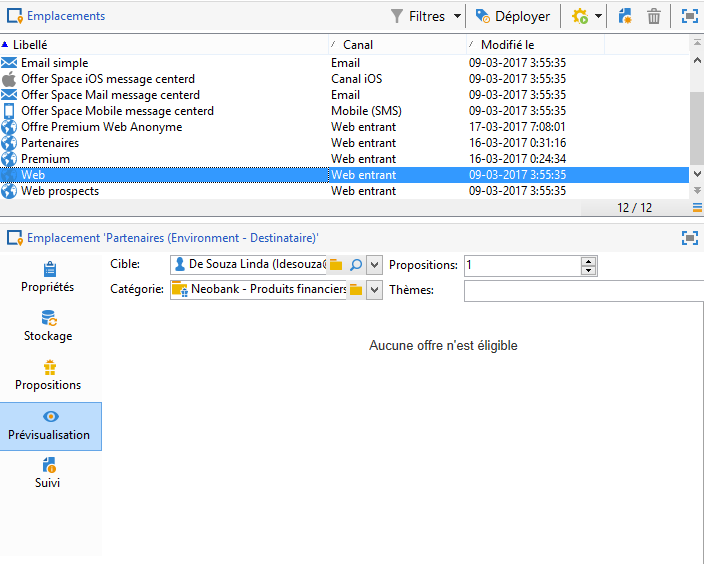 Emplacements Filtres Déployer
Libellé Canal Modifié le
Email simple Email 09-03-2017 3:55:35
Offer Space iOS message centerd Canal iOS 09-03-2017 3:55:35
Offer Space Mail message centerd Email 09-03-2017 3:55:35
Offer Space Mobile message centerd Mobile (SMS) 09-03-2017 3:55:35
Offre Premium Web Anonyme Web entrant 17-03-2017 7:08:01
Partenaires Web entrant 16-03-2017 0:31:16
Premium Web entrant 16-03-2017 0:24:34
Web Web entrant 09-03-2017 3:55:35
Web prospects Web entrant 09-03-2017 3:55:35
12 / 12
Emplacement 'Partenaires (Environment - Destinataire)'
Propriétés
Stockage
Propositions
Prévisualisation
Suivi
Cible: De Souza Linda (ldesouza@ Propositions: 1
Catégorie: Neobank - Produits financiers Thèmes:
Aucune offre n'est éligible